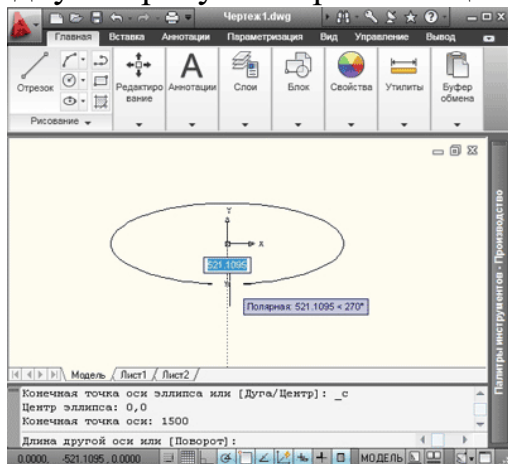 Чертеж1.dwg
Главная Вставка Аннотации Параметризация Вид Управление Вывод
Отрезок
Редактиро
вание
Аннотации
Слои
Блок
Свойства
Утилиты
Буфер
обмена
Рисование
Y
X
521.1095
Полярная: 521.1095 < 270°
Палитры инструментов - Производство
Модель Лист1 Лист2
Конечная точка оси эллипса или [Дуга/Центр]: _c
Центр эллипса: 0,0
Конечная точка оси: 1500
Длина другой оси или [Поворот]:
0.0000, -521.1095, 0.0000 МОДЕЛЬ